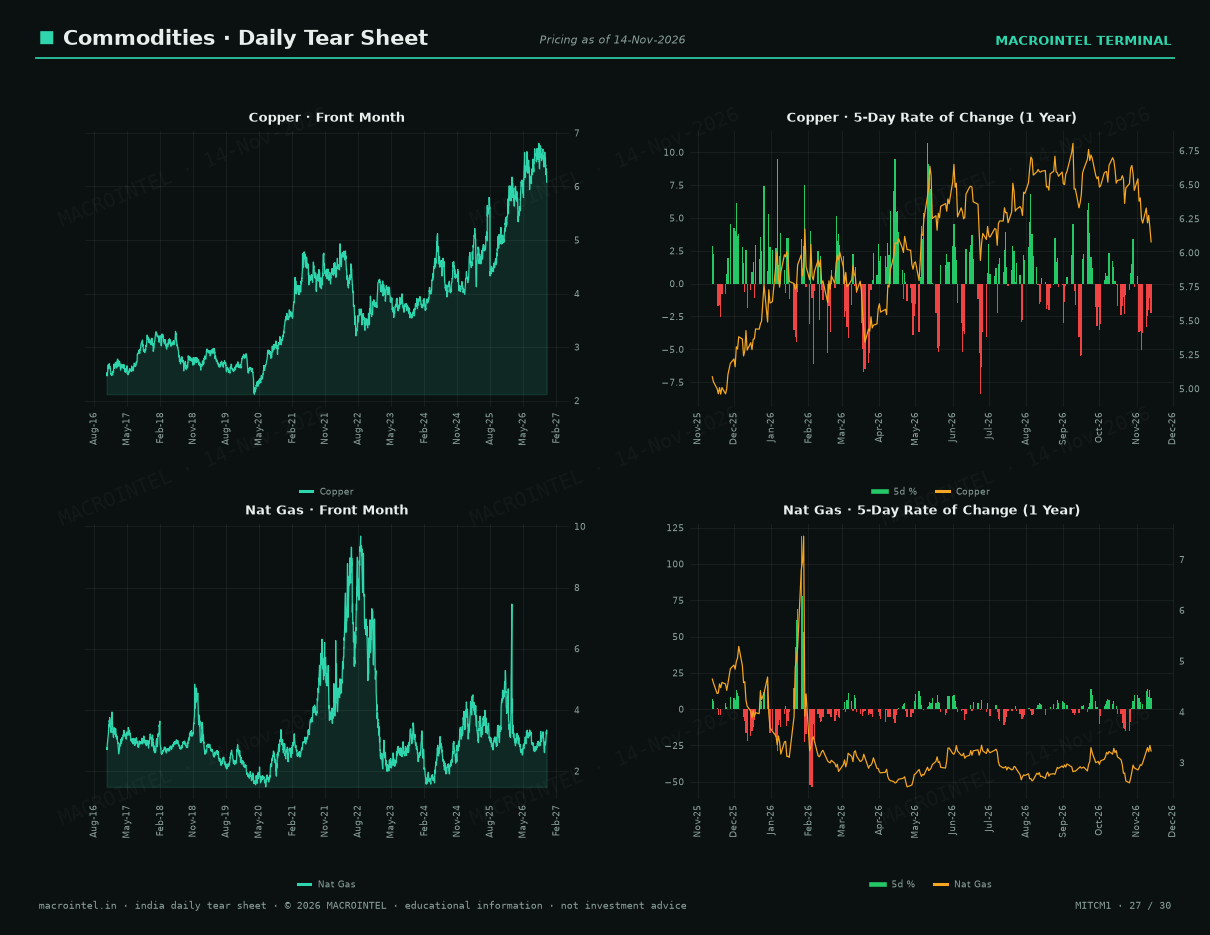 Commodities · Daily Tear Sheet
Pricing as of 14-Nov-2026
MACROINTEL TERMINAL
Copper · Front Month
7
6
5
4
3
2
Aug-16 May-17 Feb-18 Nov-18 Aug-19 May-20 Feb-21 Nov-21 Aug-22 May-23 Feb-24 Nov-24 Aug-25 May-26 Feb-27
Copper
Copper · 5-Day Rate of Change (1 Year)
10.0
7.5
5.0
2.5
0.0
−2.5
−5.0
−7.5
6.75
6.50
6.25
6.00
5.75
5.50
5.25
5.00
Nov-25 Dec-25 Jan-26 Feb-26 Mar-26 Apr-26 May-26 Jun-26 Jul-26 Aug-26 Sep-26 Oct-26 Nov-26 Dec-26
5d % Copper
Nat Gas · Front Month
10
8
6
4
2
Aug-16 May-17 Feb-18 Nov-18 Aug-19 May-20 Feb-21 Nov-21 Aug-22 May-23 Feb-24 Nov-24 Aug-25 May-26 Feb-27
Nat Gas
Nat Gas · 5-Day Rate of Change (1 Year)
125
100
75
50
25
0
−25
−50
7
6
5
4
3
Nov-25 Dec-25 Jan-26 Feb-26 Mar-26 Apr-26 May-26 Jun-26 Jul-26 Aug-26 Sep-26 Oct-26 Nov-26 Dec-26
5d % Nat Gas
MACROINTEL · 14-Nov-2026
macrointel.in · india daily tear sheet · © 2026 MACROINTEL · educational information · not investment advice
MITCM1 · 27 / 30